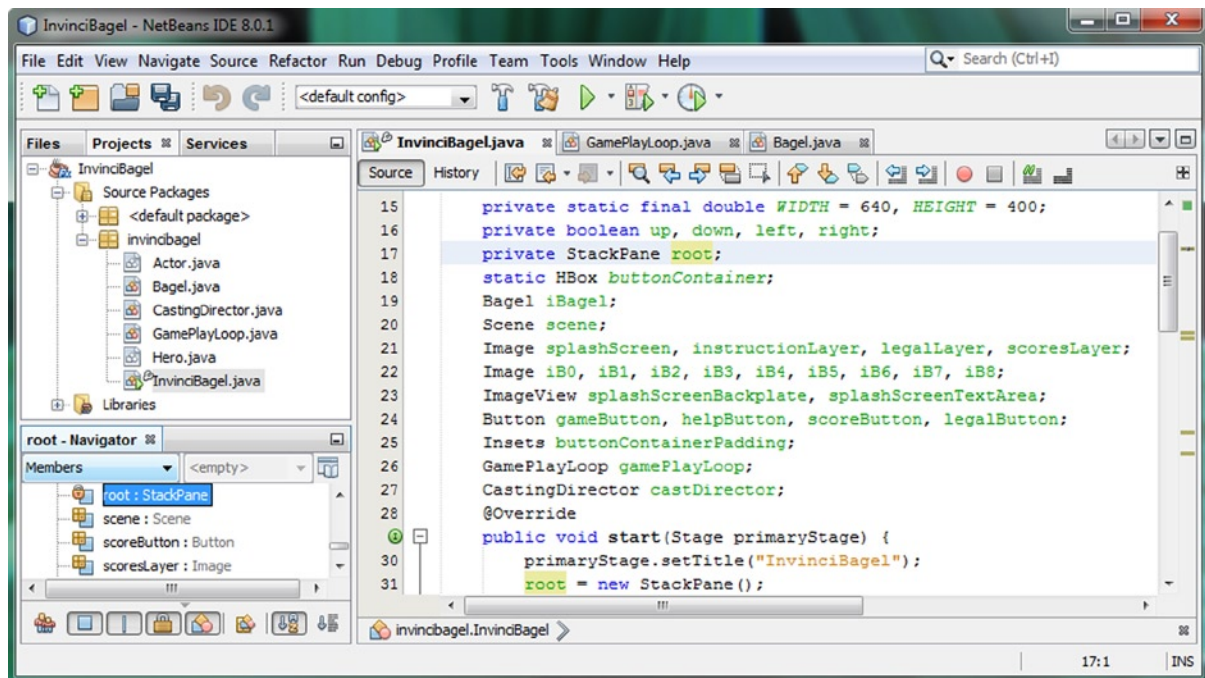 InvinciBagel - NetBeans IDE 8.0.1
File Edit View Navigate Source Refactor Run Debug Profile Team Tools Window Help
Search (Ctrl+I)
<default config>
Files Projects Services
InvinciBagel
Source Packages
<default package>
invincibagel
Actor.java
Bagel.java
CastingDirector.java
GamePlayLoop.java
Hero.java
InvinciBagel.java
Libraries
root - Navigator
Members <empty>
root : StackPane
scene : Scene
scoreButton : Button
scoresLayer : Image
InvinciBagel.java GamePlayLoop.java Bagel.java
Source History
15 private static final double WIDTH = 640, HEIGHT = 400;
16 private boolean up, down, left, right;
17 private StackPane root;
18 static HBox buttonContainer;
19 Bagel iBagel;
20 Scene scene;
21 Image splashScreen, instructionLayer, legalLayer, scoresLayer;
22 Image iB0, iB1, iB2, iB3, iB4, iB5, iB6, iB7, iB8;
23 ImageView splashScreenBackplate, splashScreenTextArea;
24 Button gameButton, helpButton, scoreButton, legalButton;
25 Insets buttonContainerPadding;
26 GamePlayLoop gamePlayLoop;
27 CastingDirector castDirector;
28 @Override
public void start(Stage primaryStage) {
30 primaryStage.setTitle("InvinciBagel");
31 root = new StackPane();
invincibagel.InvinciBagel
17:1 INS